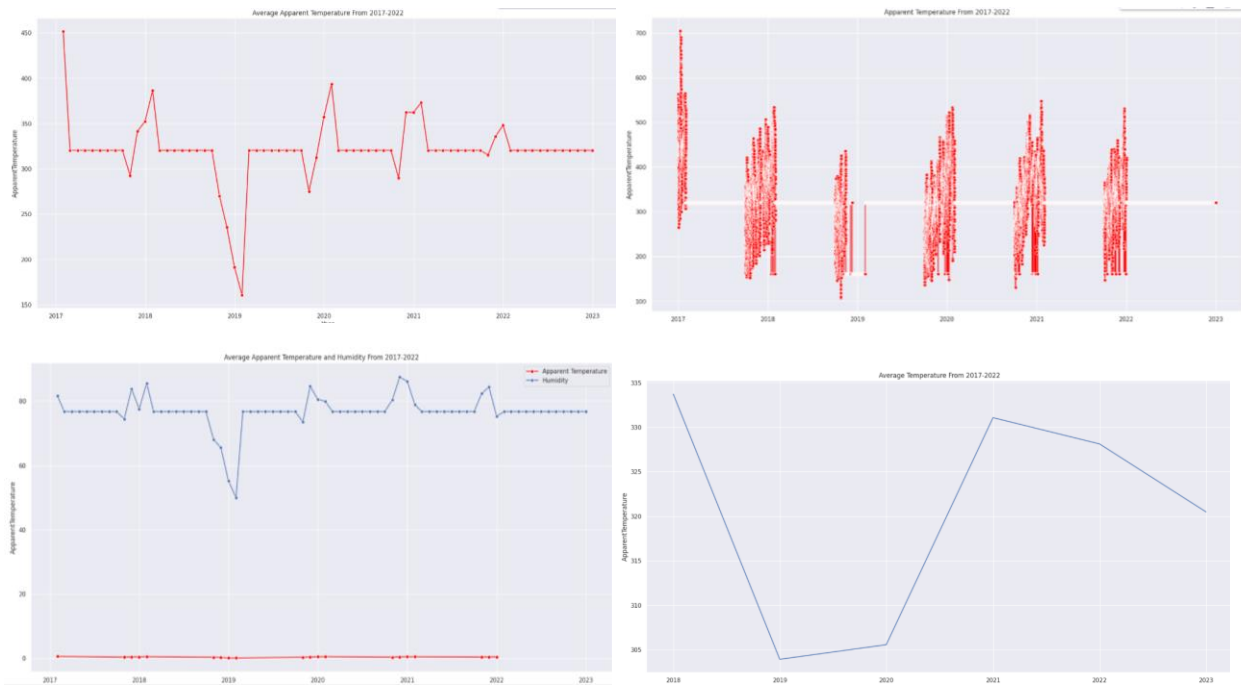 Average Apparent Temperature From 2017-2022
450
400
350
300
250
200
150
ApparentTemperature
2017 2018 2019 2020 2021 2022 2023
Apparent Temperature From 2017-2022
700
600
500
400
300
200
100
ApparentTemperature
2017 2018 2019 2020 2021 2022 2023
Average Apparent Temperature and Humidity From 2017-2022
Apparent Temperature
Humidity
80
60
40
20
0
ApparentTemperature
2017 2018 2019 2020 2021 2022 2023
Average Temperature From 2017-2022
335
330
325
320
315
310
305
ApparentTemperature
2018 2019 2020 2021 2022 2023